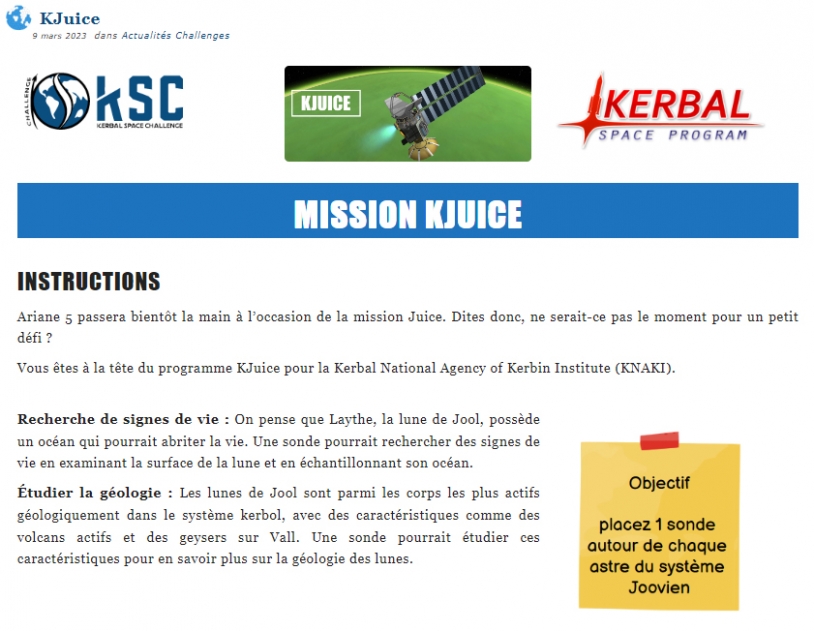 KJuice
9 mars 2023 dans Actualités Challenges
CHALLENGE
KSC
KERBAL SPACE CHALLENGE
KJUICE
KERBAL
SPACE PROGRAM
MISSION KJUICE
INSTRUCTIONS
Ariane 5 passera bientôt la main à l'occasion de la mission Juice. Dites donc, ne serait-ce pas le moment pour un petit
défi ?
Vous êtes à la tête du programme KJuice pour la Kerbal National Agency of Kerbin Institute (KNAKI).
Recherche de signes de vie : On pense que Laythe, la lune de Jool, possède
un océan qui pourrait abriter la vie. Une sonde pourrait rechercher des signes de
vie en examinant la surface de la lune et en échantillonnant son océan.
Étudier la géologie : Les lunes de Jool sont parmi les corps les plus actifs
géologiquement dans le système kerbol, avec des caractéristiques comme des
volcans actifs et des geysers sur Vall. Une sonde pourrait étudier ces
caractéristiques pour en savoir plus sur la géologie des lunes.
Objectif
placez 1 sonde
autour de chaque
astre du système
Joovien